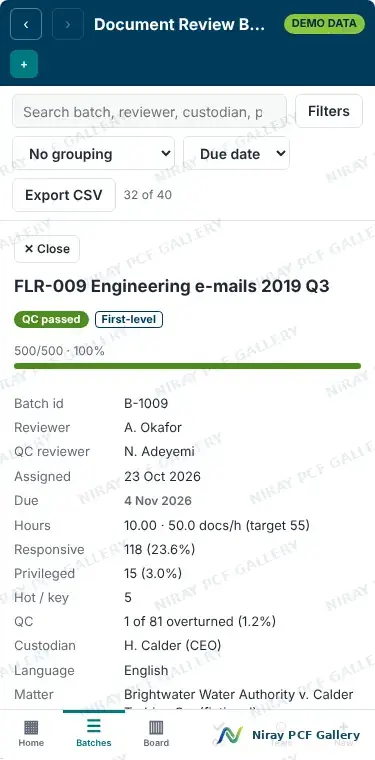 Document Review B...
DEMO DATA
+
Search batch, reviewer, custodian, p
Filters
No grouping
Due date
Export CSV
32 of 40
✕ Close
FLR-009 Engineering e-mails 2019 Q3
QC passed
First-level
500/500 · 100%
Batch id B-1009
Reviewer A. Okafor
QC reviewer N. Adeyemi
Assigned 23 Oct 2026
Due 4 Nov 2026
Hours 10.00 · 50.0 docs/h (target 55)
Responsive 118 (23.6%)
Privileged 15 (3.0%)
Hot / key 5
QC 1 of 81 overturned (1.2%)
Custodian H. Calder (CEO)
Language English
Matter Brightwater Water Authority v. Calder
Home
Batches
Board
Niray PCF Gallery
NIRAY PCF GALLERY